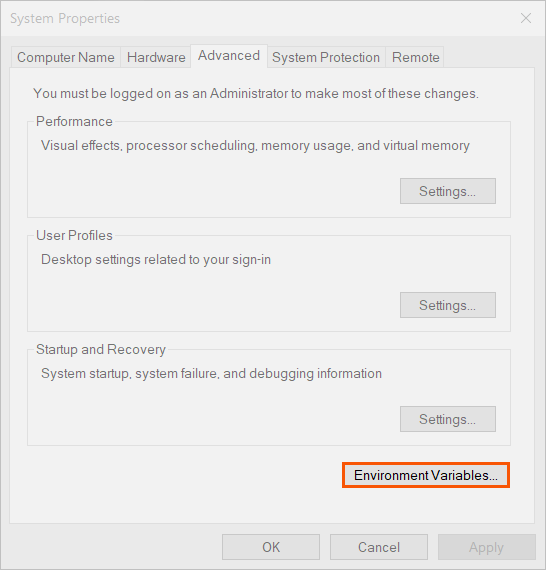 System Properties
Computer Name Hardware Advanced System Protection Remote
You must be logged on as an Administrator to make most of these changes.
Performance
Visual effects, processor scheduling, memory usage, and virtual memory
Settings...
User Profiles
Desktop settings related to your sign-in
Settings...
Startup and Recovery
System startup, system failure, and debugging information
Settings...
Environment Variables...
OK Cancel Apply